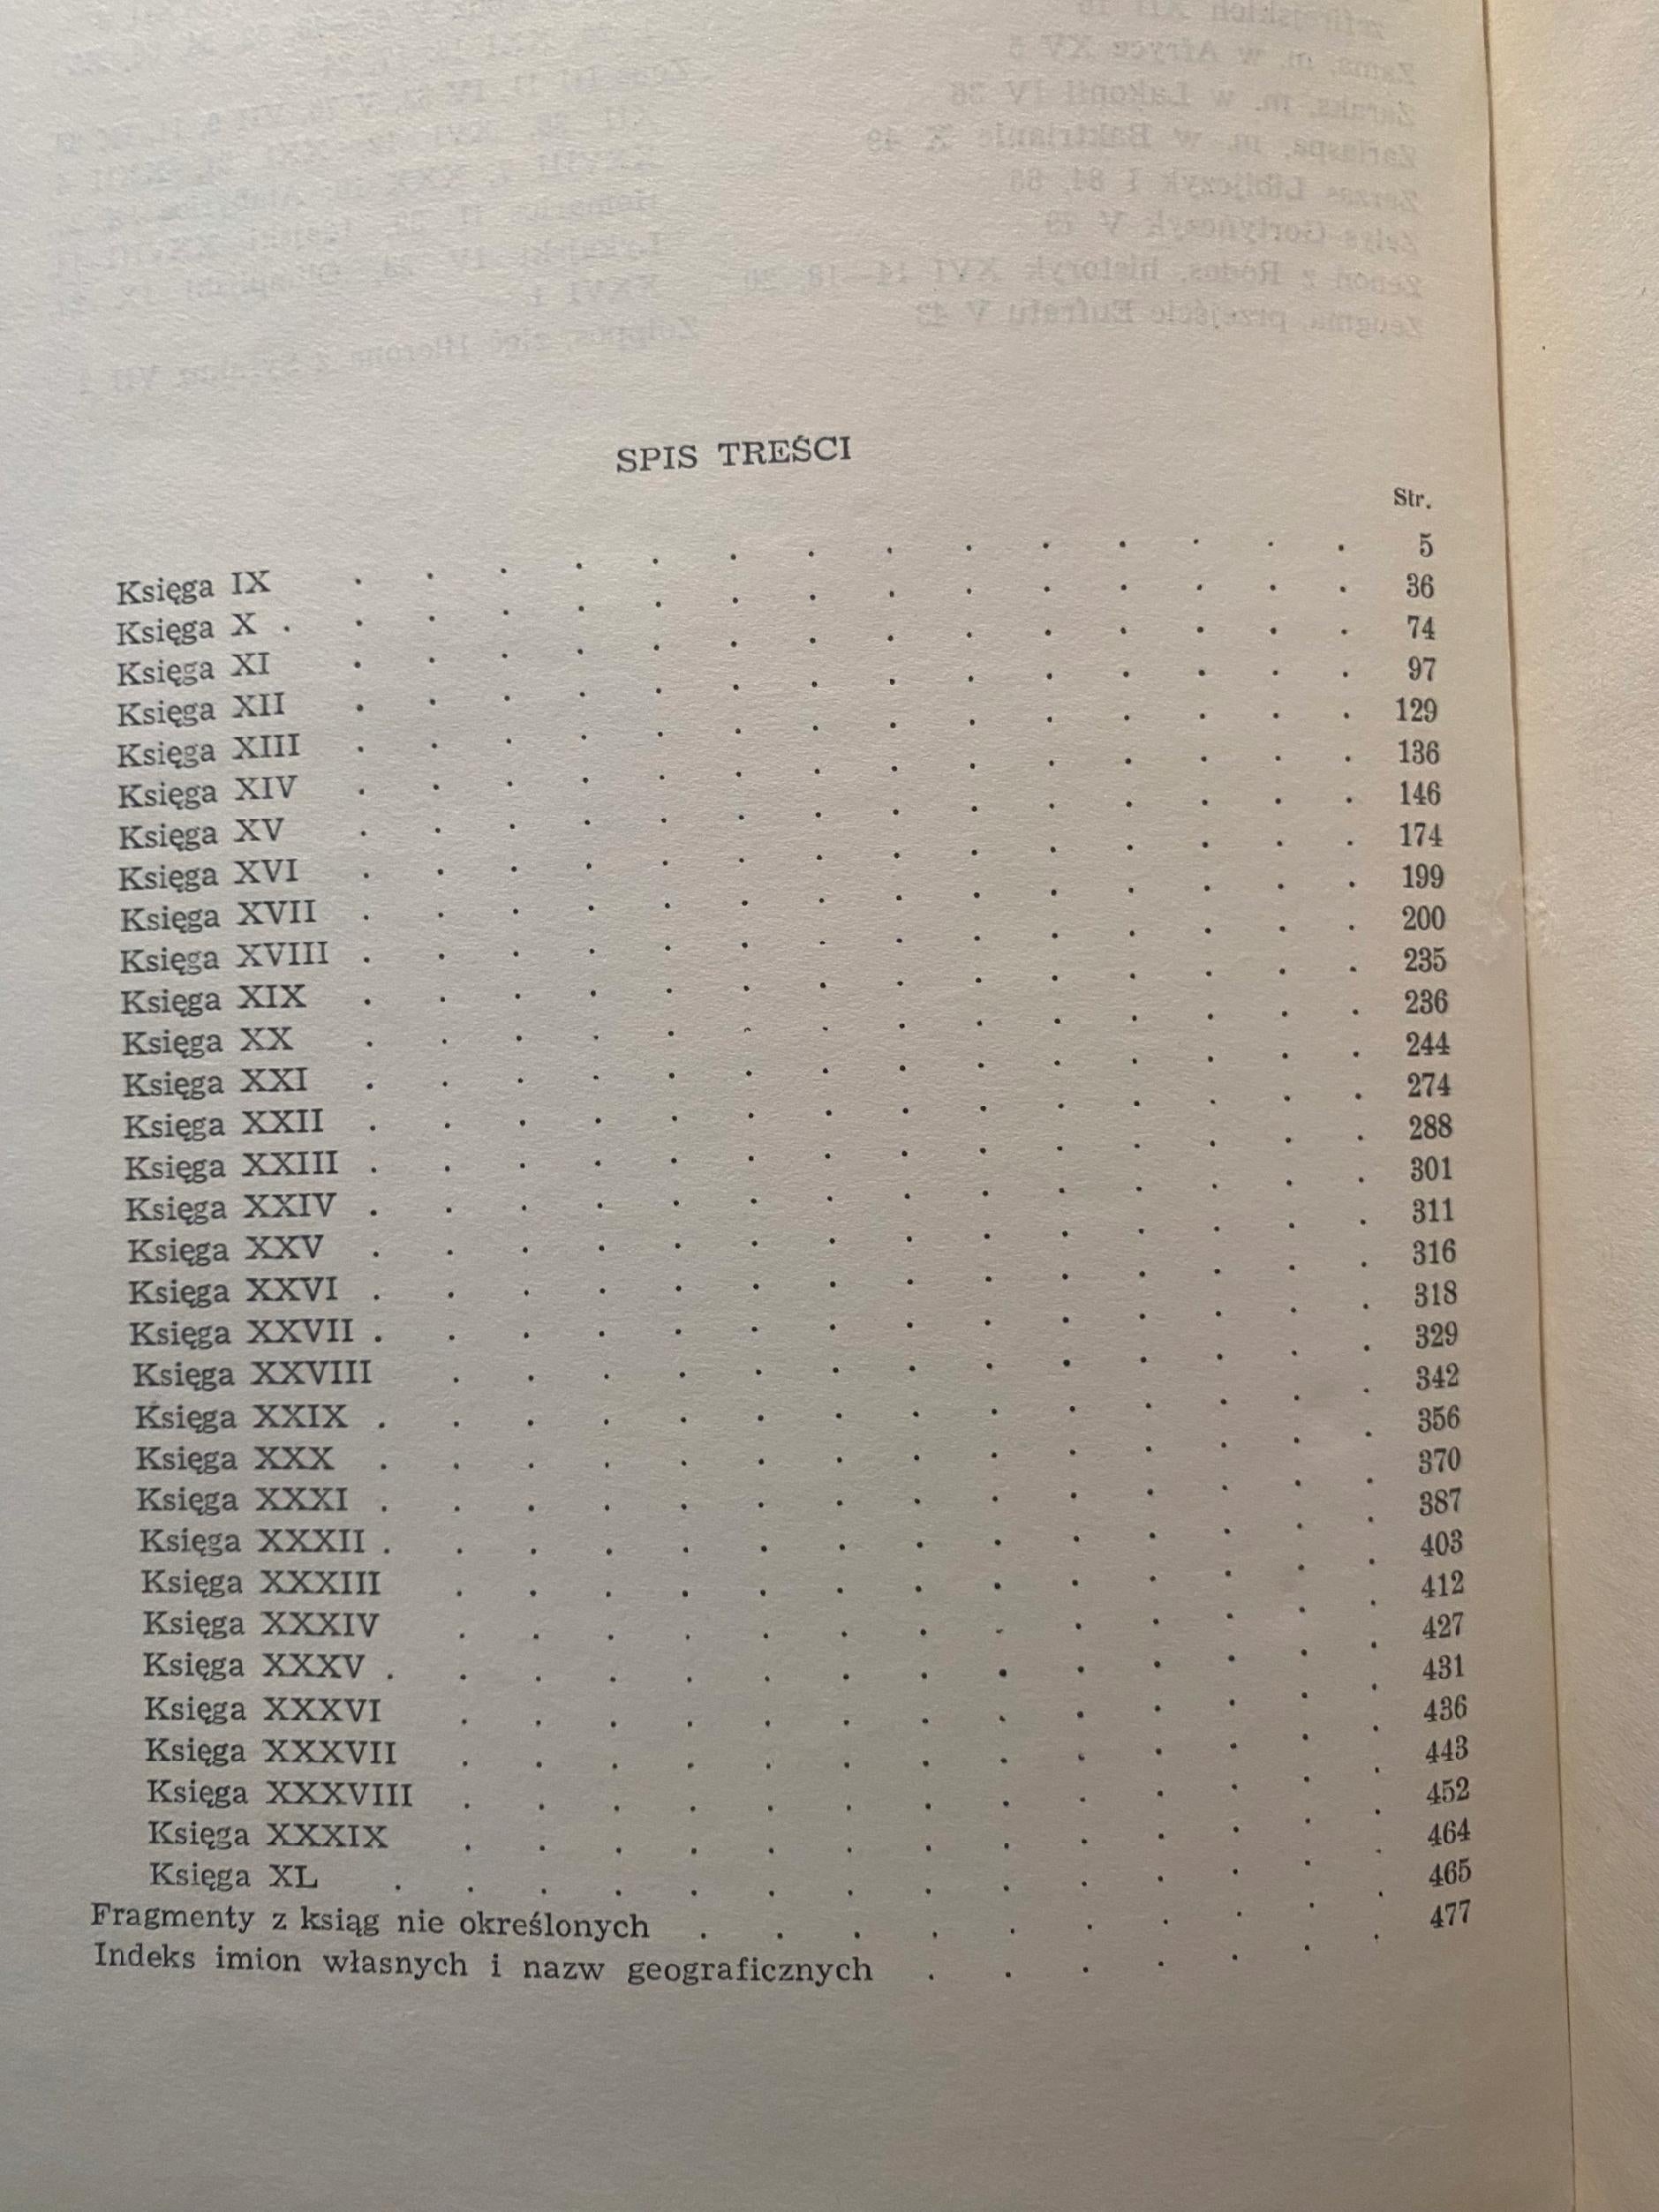 SPIS TREŚCI
Str.
Księga IX . . . . . . . . . . . . . . 5
Księga X . . . . . . . . . . . . . . . 36
Księga XI . . . . . . . . . . . . . . 74
Księga XII . . . . . . . . . . . . . . 97
Księga XIII . . . . . . . . . . . . . . 129
Księga XIV . . . . . . . . . . . . . . 136
Księga XV . . . . . . . . . . . . . . 146
Księga XVI . . . . . . . . . . . . . . 174
Księga XVII . . . . . . . . . . . . . . 199
Księga XVIII . . . . . . . . . . . . . . 200
Księga XIX . . . . . . . . . . . . . . 235
Księga XX . . . . . . . . . . . . . . 236
Księga XXI . . . . . . . . . . . . . . 244
Księga XXII . . . . . . . . . . . . . . 274
Księga XXIII . . . . . . . . . . . . . . 288
Księga XXIV . . . . . . . . . . . . . . 301
Księga XXV . . . . . . . . . . . . . . 311
Księga XXVI . . . . . . . . . . . . . . 316
Księga XXVII . . . . . . . . . . . . . . 318
Księga XXVIII . . . . . . . . . . . . . 329
Księga XXIX . . . . . . . . . . . . . . 342
Księga XXX . . . . . . . . . . . . . . 356
Księga XXXI . . . . . . . . . . . . . . 370
Księga XXXII . . . . . . . . . . . . . . 387
Księga XXXIII . . . . . . . . . . . . . 403
Księga XXXIV . . . . . . . . . . . . . 412
Księga XXXV . . . . . . . . . . . . . . 427
Księga XXXVI . . . . . . . . . . . . . 431
Księga XXXVII . . . . . . . . . . . . . 436
Księga XXXVIII . . . . . . . . . . . . . 443
Księga XXXIX . . . . . . . . . . . . . 452
Księga XL . . . . . . . . . . . . . . 464
Fragmenty z ksiąg nie określonych . . . . . . . . . . 465
Indeks imion własnych i nazw geograficznych . . . . . . . 477